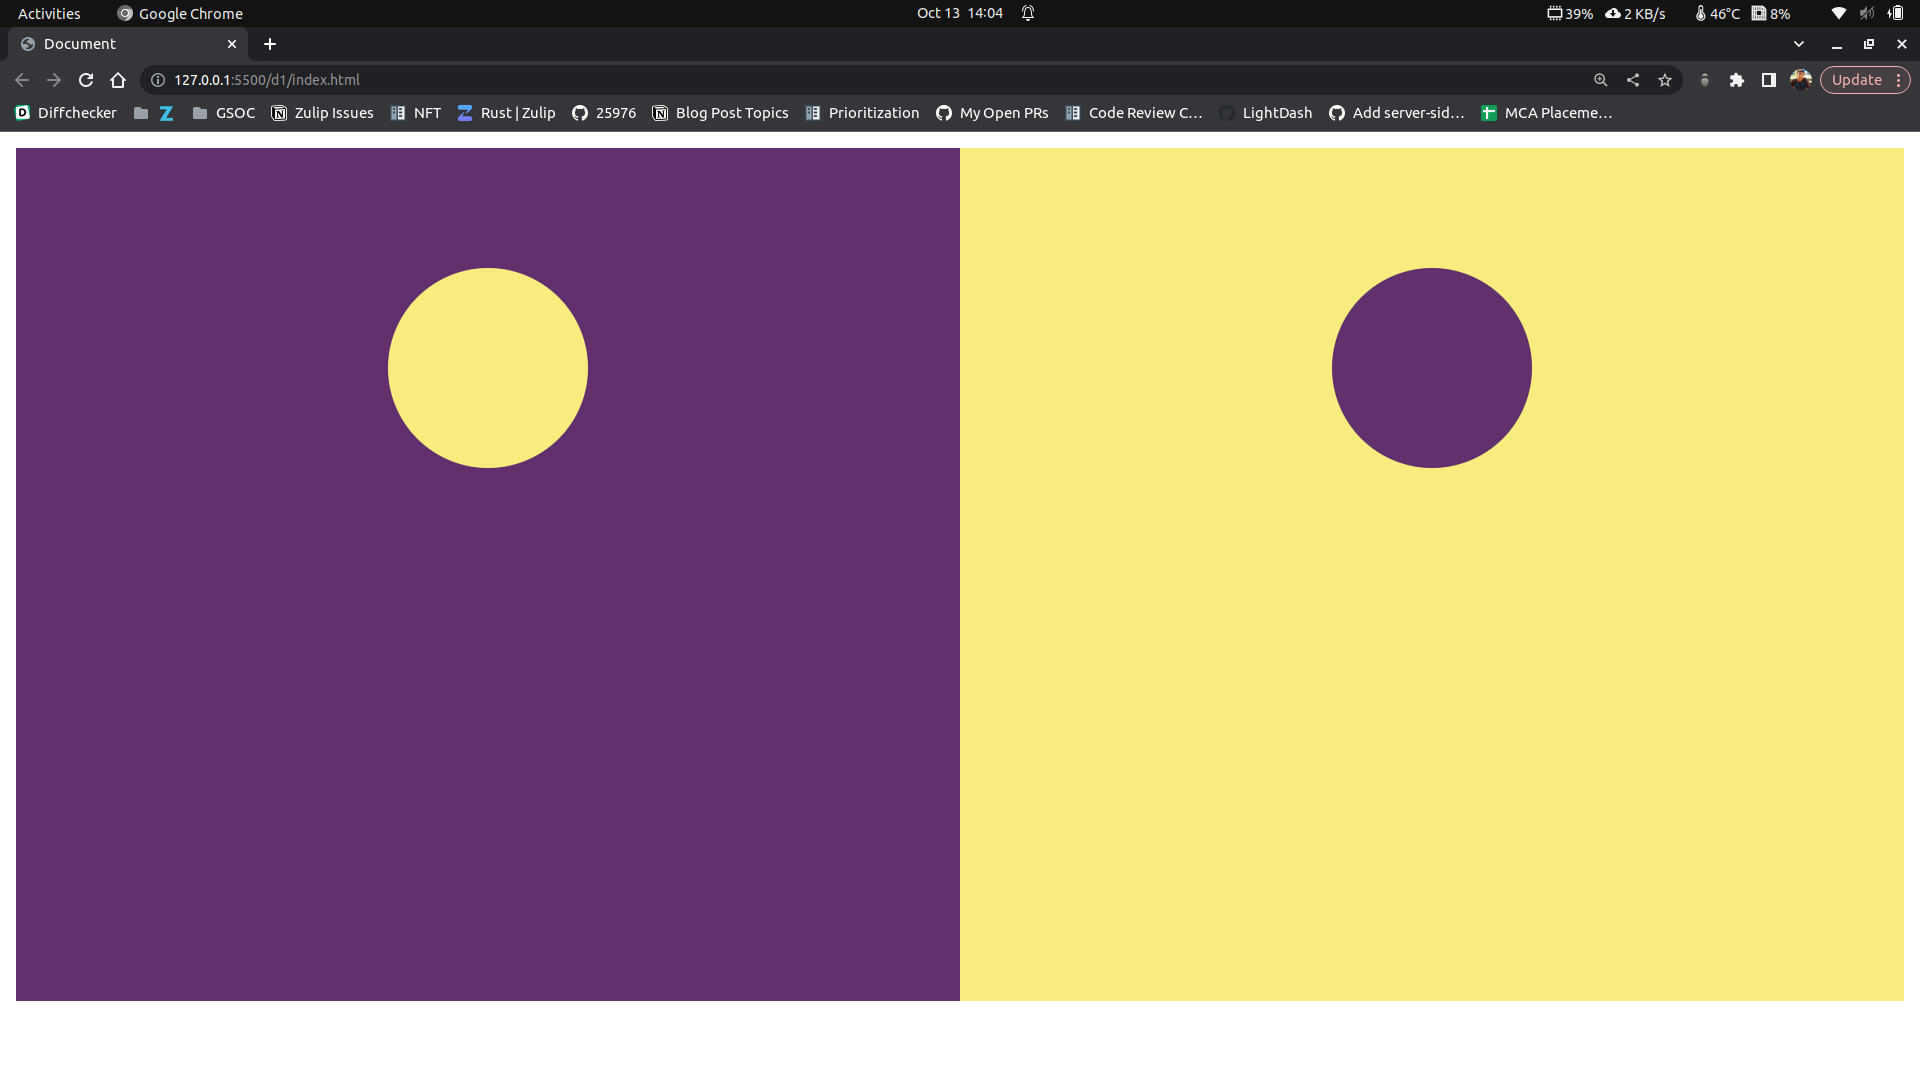 Activities Google Chrome Oct 13 14:04 39% 2 KB/s 46°C 8%
Document
127.0.0.1:5500/d1/index.html Update
Diffchecker GSOC Zulip Issues NFT Rust | Zulip 25976 Blog Post Topics Prioritization My Open PRs Code Review C... LightDash Add server-sid... MCA Placeme...